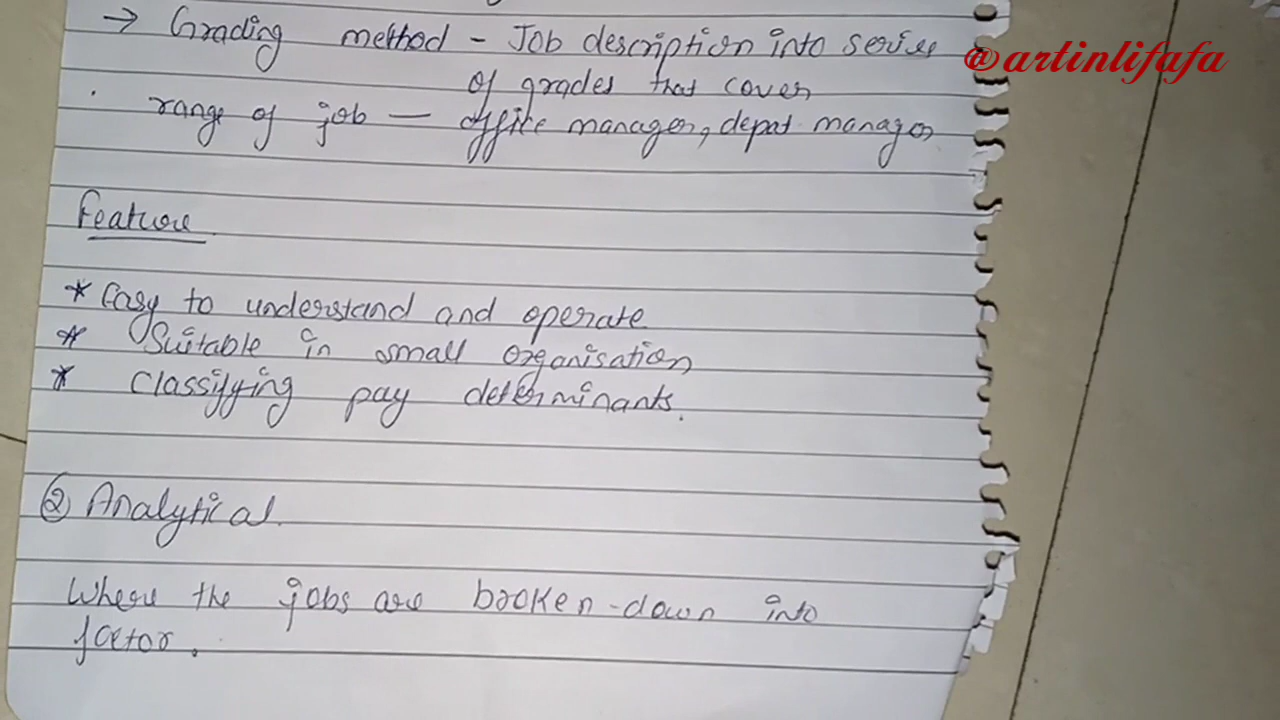 → Grading method - Job description into series
@artinlifafa
of grades that cover
range of job — office manager, depat manager
Feature
* Easy to understand and operate
* Suitable in small organisation
* Classifying pay determinants.
② Analytical.
Where the jobs are broken-down into
factor.